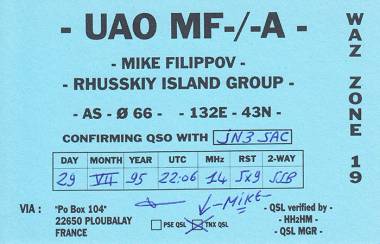 - UAO MF-/-A -
- MIKE FILIPPOV -
- RHUSSKIY ISLAND GROUP -
- AS - Ø 66 -   - 132E - 43N -
CONFIRMING QSO WITH JN3SAC
DAY MONTH YEAR UTC MHz RST 2-WAY
29 VII 95 22:06 14 5x9 SSB
WAZ ZONE 19
MIKE
VIA : *Po Box 104*
22650 PLOUBALAY
FRANCE
PSE QSL TNX QSL
- QSL verified by -
- HH2HM -
- QSL MGR -